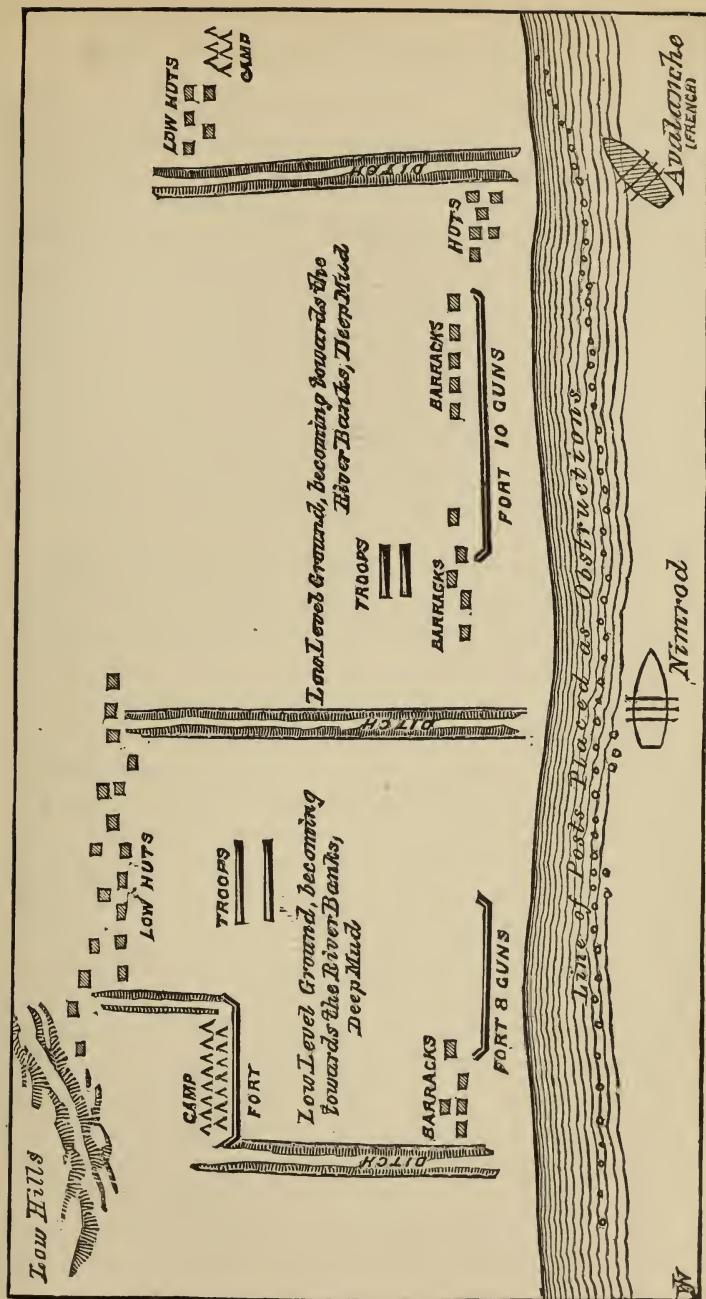 Low Hills
LOW HUTS
CAMP
FORT
TROOPS
Low Level Ground, becoming
towards the River Banks,
Deep Mud
BARRACKS
FORT 8 GUNS
DITCH
DITCH
Low Level Ground, becoming towards the
River Banks, Deep Mud
TROOPS
BARRACKS
BARRACKS
FORT 10 GUNS
HUTS
DITCH
LOW HUTS
CAMP
Line of Posts Placed as Obstructions
Nimrod
Avalanche
(FRENCH)